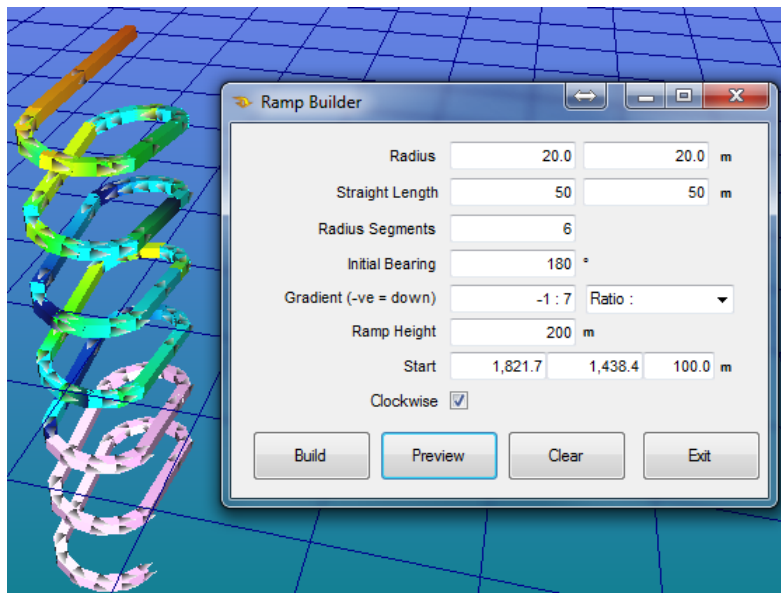 Ramp Builder
Radius 20.0 20.0 m
Straight Length 50 50 m
Radius Segments 6
Initial Bearing 180 °
Gradient (-ve = down) -1 : 7 Ratio :
Ramp Height 200 m
Start 1,821.7 1,438.4 100.0 m
Clockwise
Build Preview Clear Exit